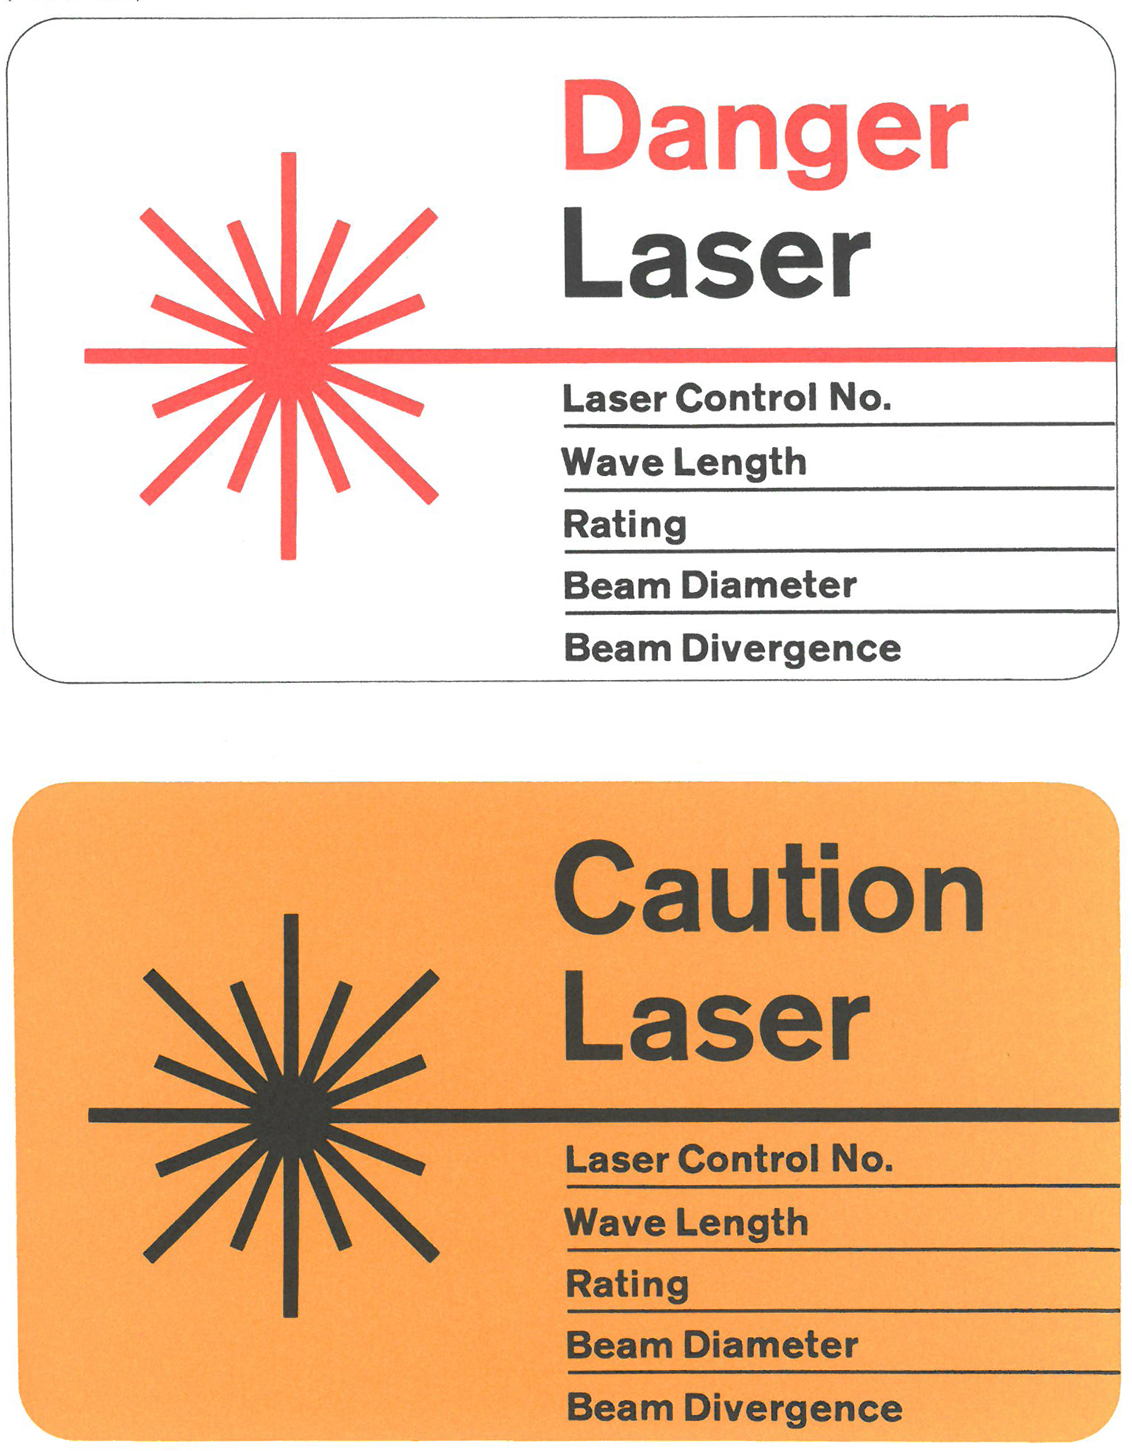 Danger
Laser
Laser Control No.
Wave Length
Rating
Beam Diameter
Beam Divergence
Caution
Laser
Laser Control No.
Wave Length
Rating
Beam Diameter
Beam Divergence